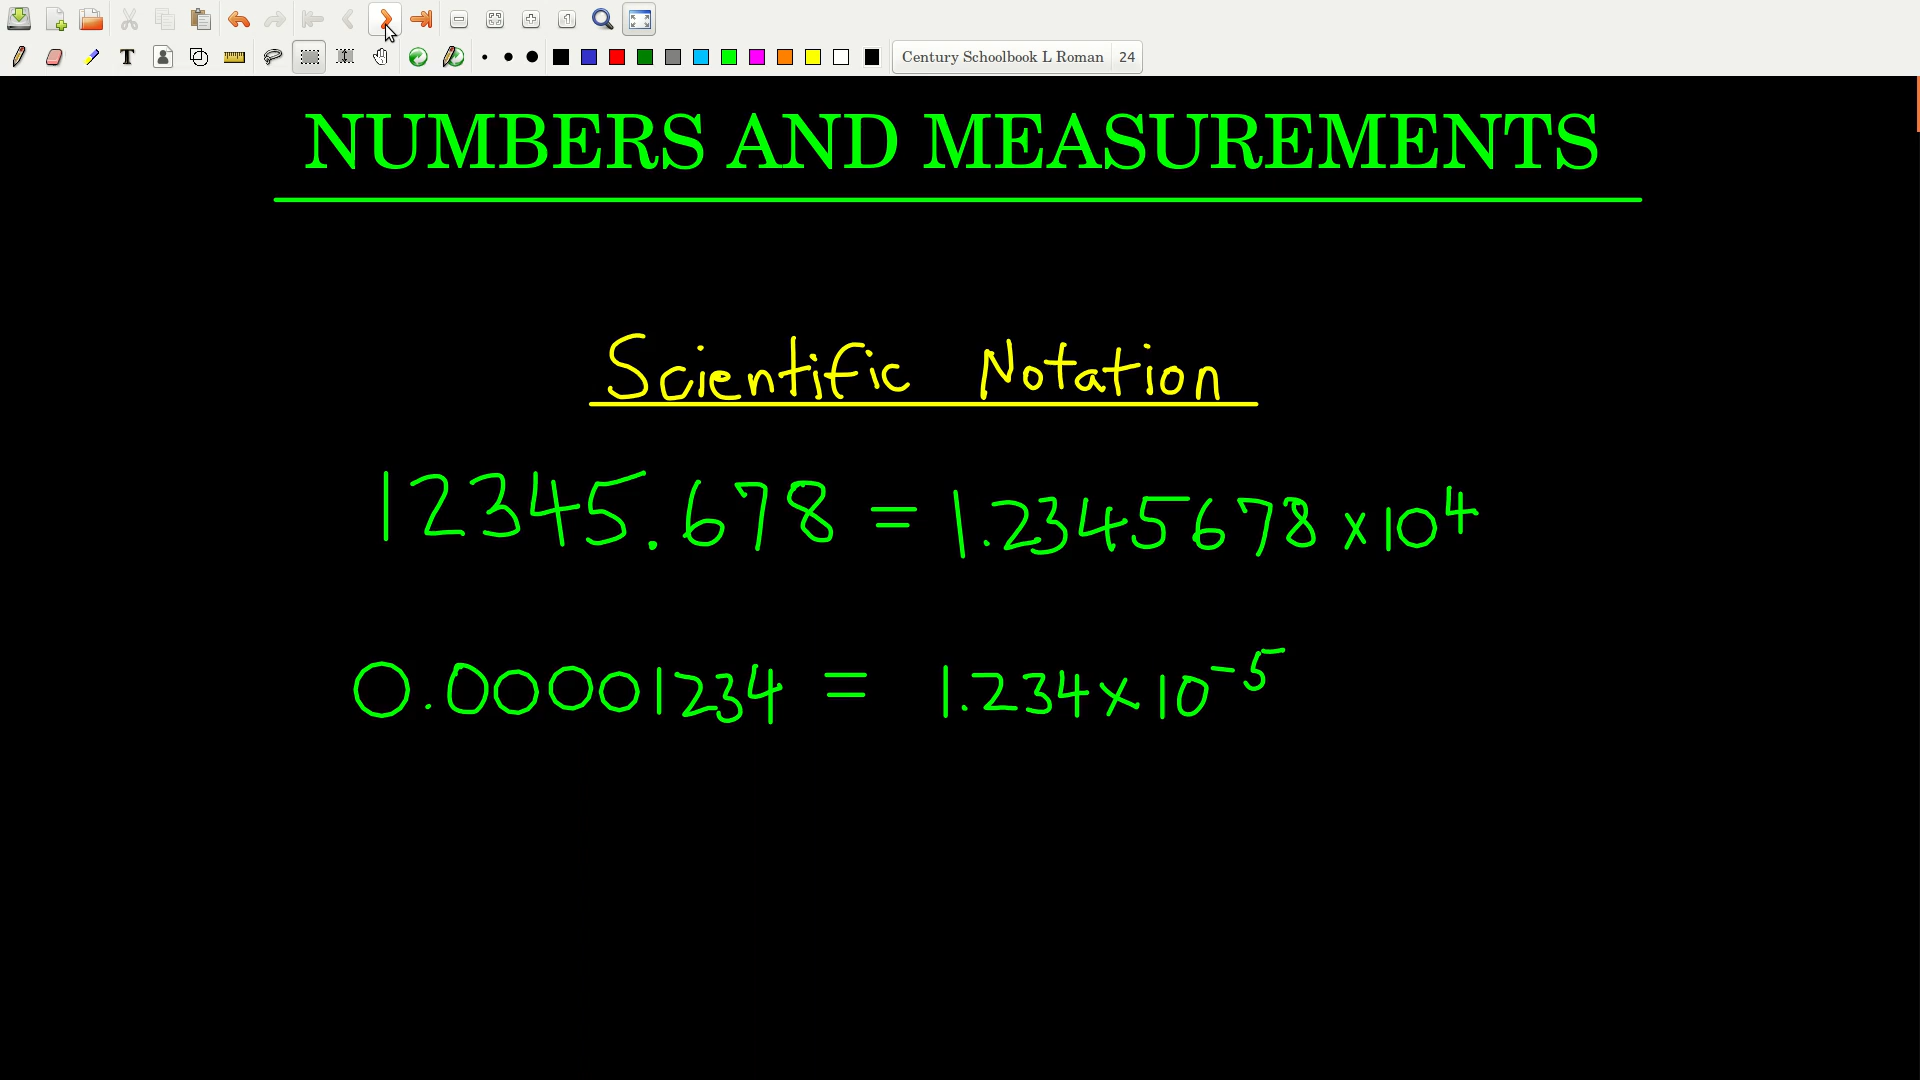 T
Century Schoolbook L Roman 24
NUMBERS AND MEASUREMENTS
Scientific Notation
12345.678 = 1.2345678 x 10⁴
0.00001234 = 1.234 x 10⁻⁵